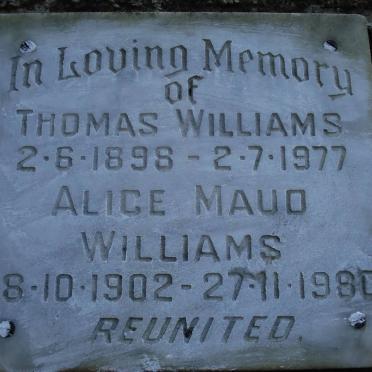 In Loving Memory
of
THOMAS WILLIAMS
2·6·1898 - 2·7·1977
ALICE MAUD
WILLIAMS
8·10·1902 - 27·11·1980
REUNITED.